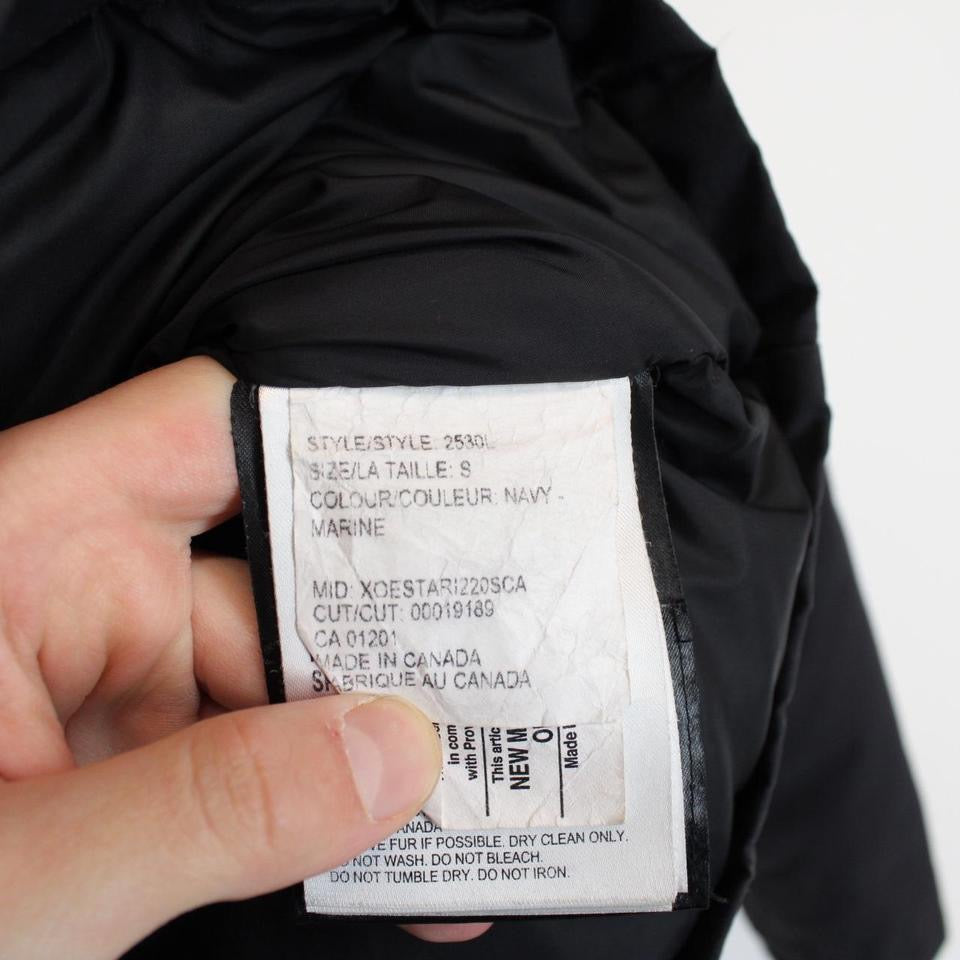 STYLE/STYLE: 2530L
SIZE/LA TAILLE: S
COLOUR/COULEUR: NAVY -
MARINE
MID: XOESTARI220SCA
CUT/CUT: 00019189
CA 01201
MADE IN CANADA
FABRIQUE AU CANADA
in com
with Prov
This artic
NEW M
O
Made i
CANADA
FUR IF POSSIBLE. DRY CLEAN ONLY.
DO NOT WASH. DO NOT BLEACH.
DO NOT TUMBLE DRY. DO NOT IRON.